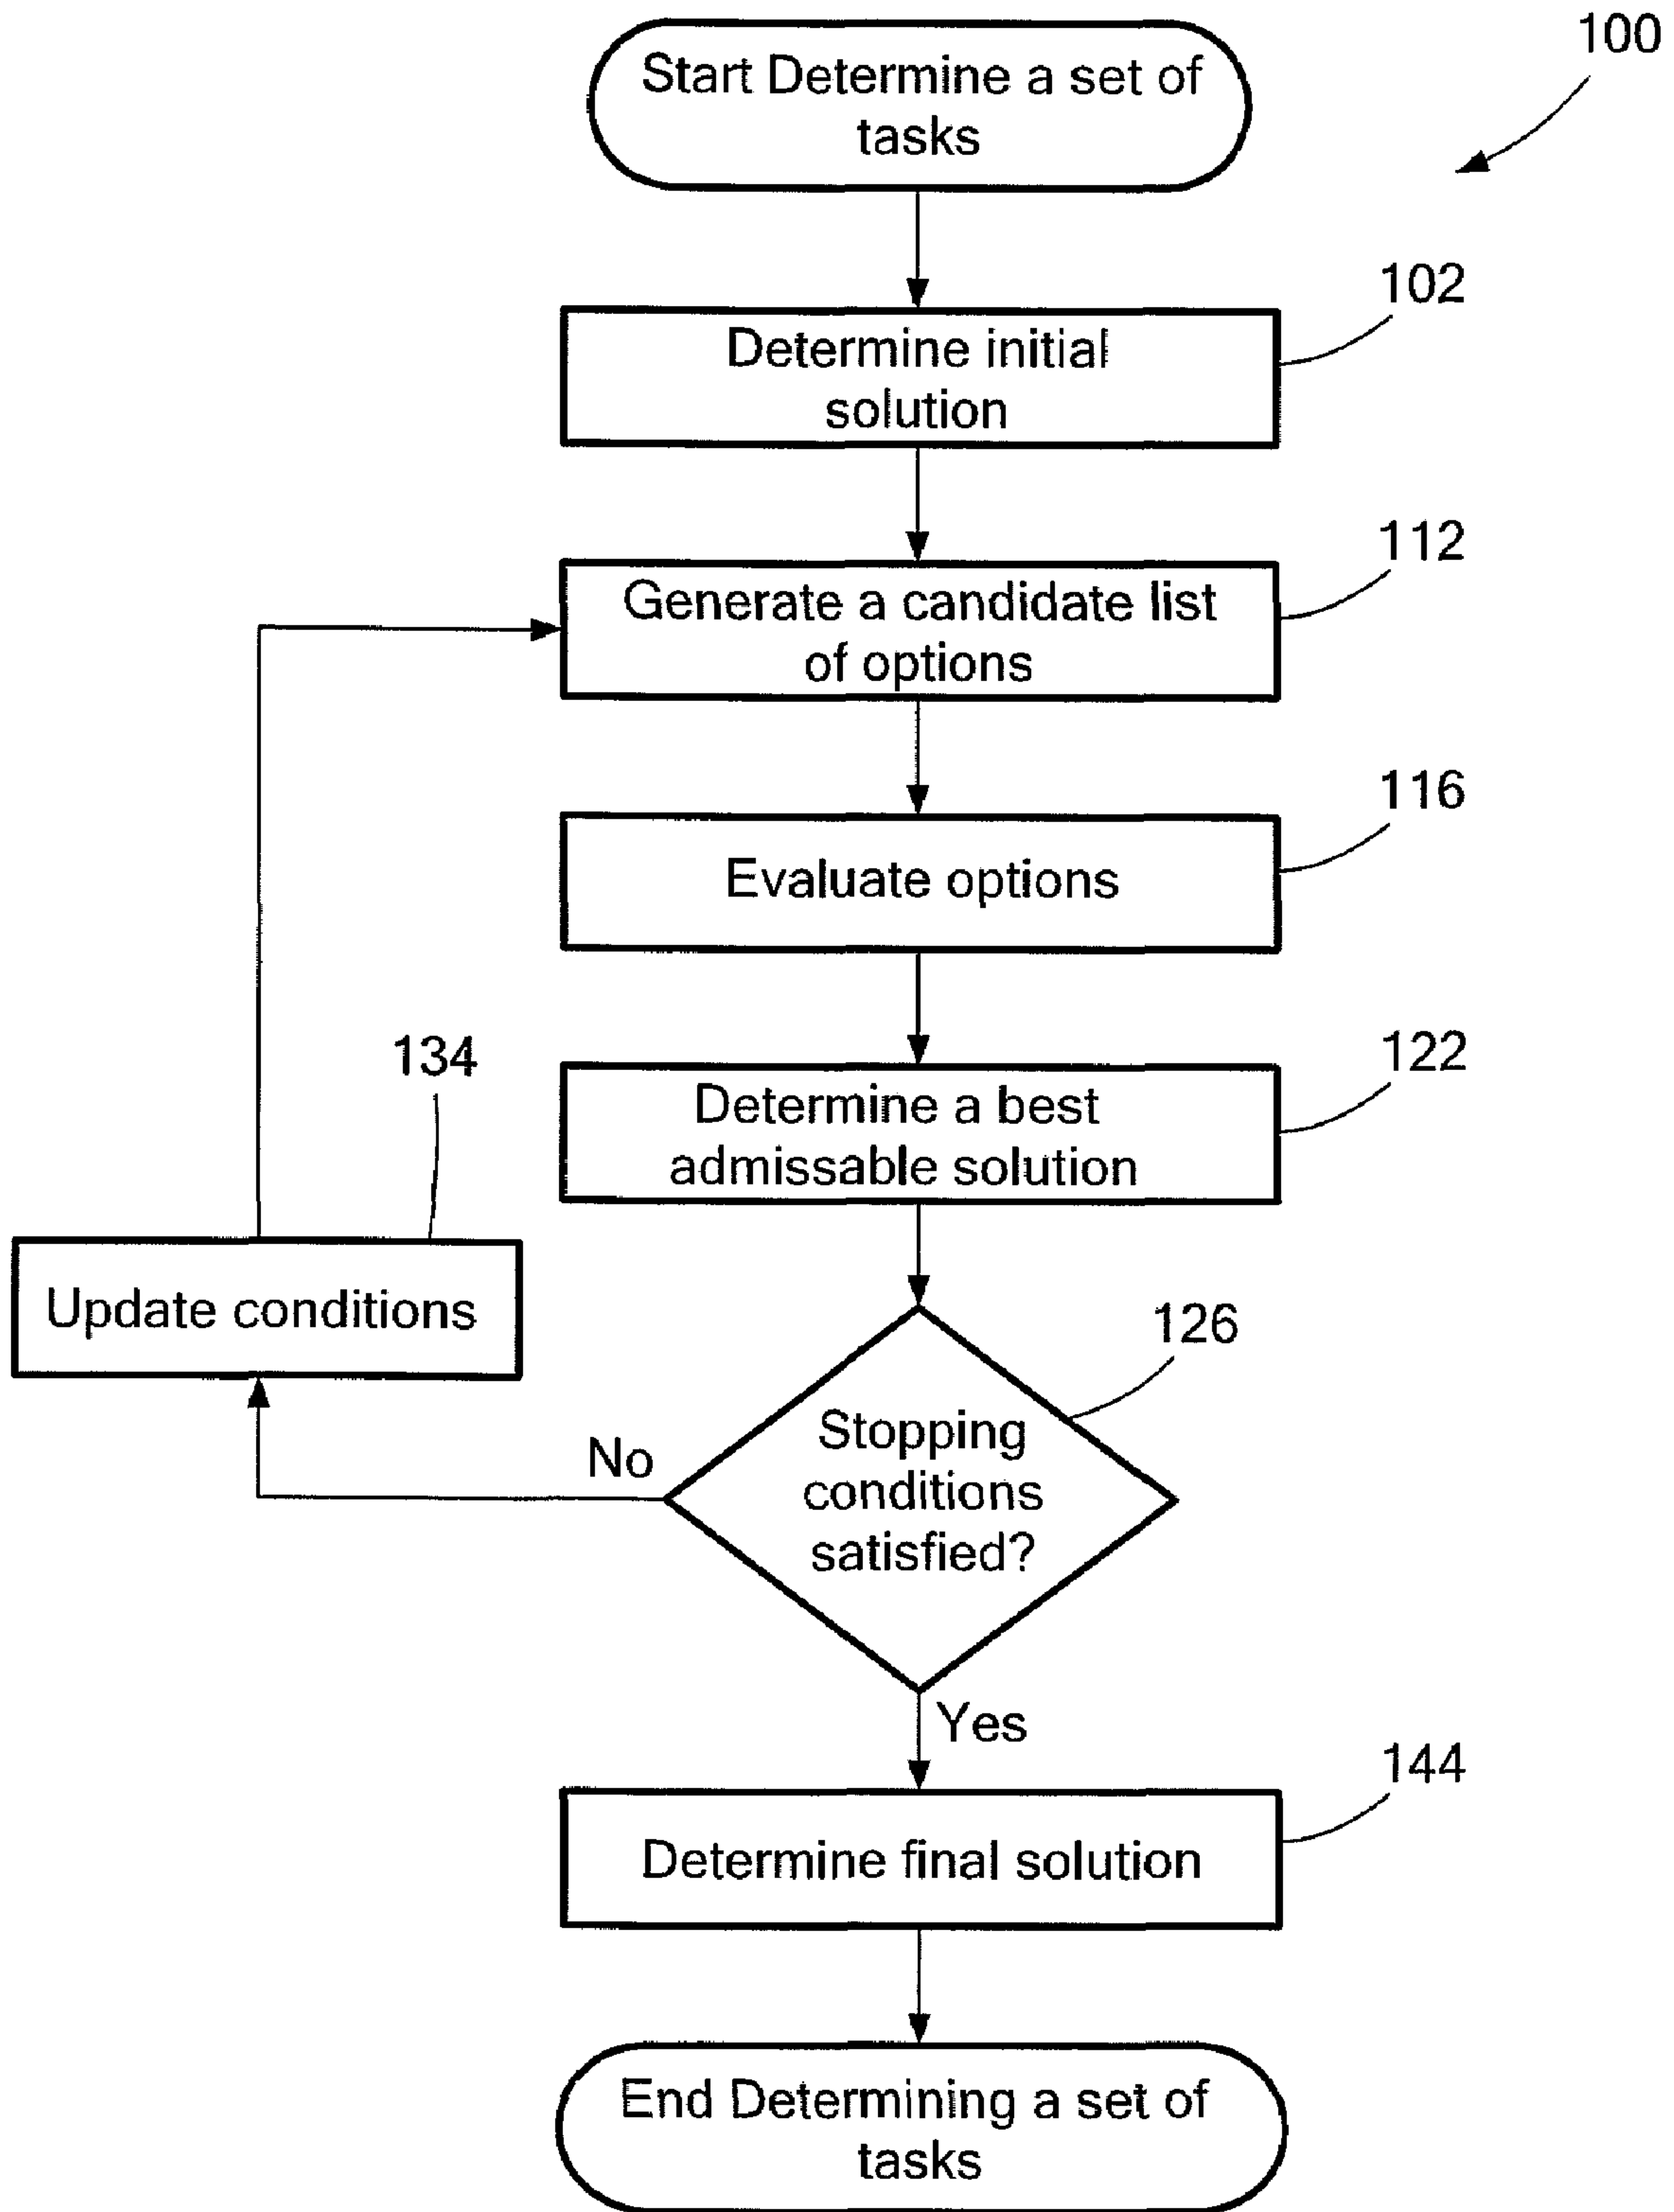 100
Start Determine a set of
tasks
102
Determine initial
solution
112
Generate a candidate list
of options
116
Evaluate options
122
Determine a best
admissable solution
134
Update conditions
126
Stopping
conditions
satisfied?
No
Yes
144
Determine final solution
End Determining a set of
tasks